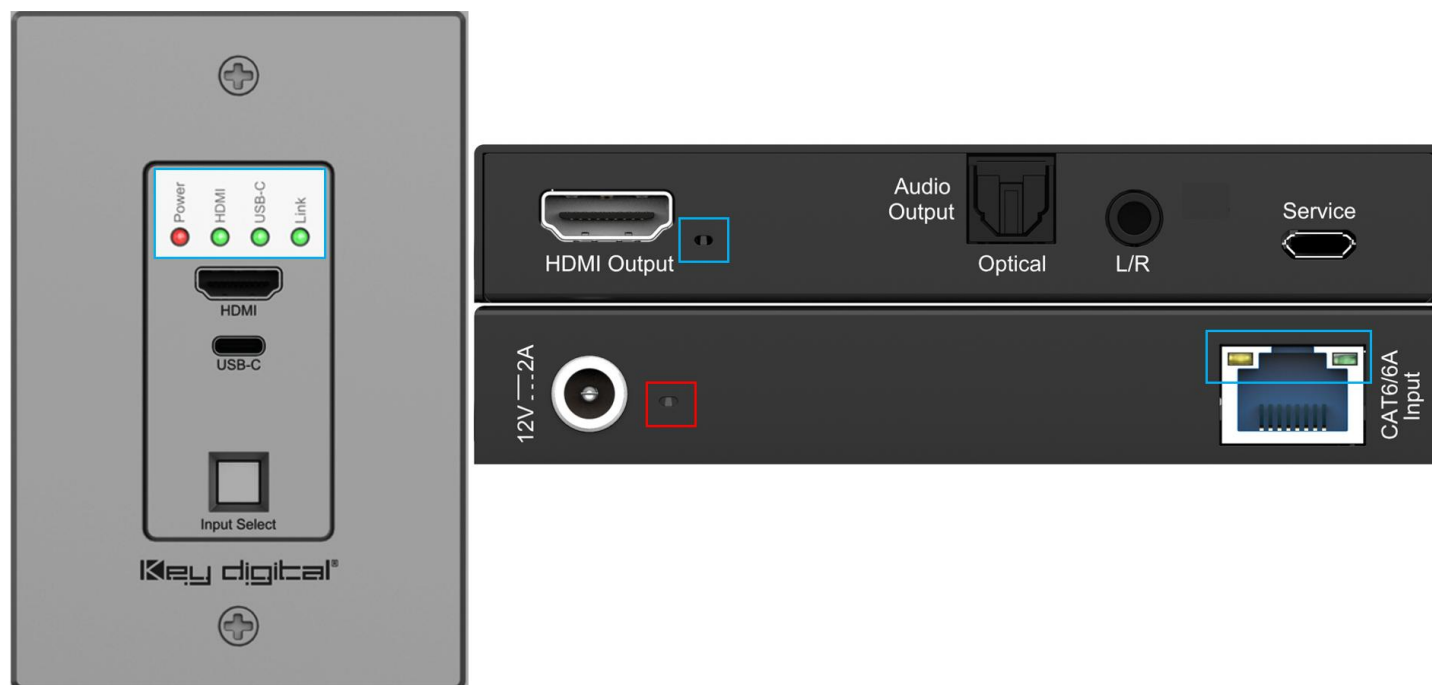 Power
HDMI
USB-C
Link
HDMI
USB-C
Input Select
Key digital®
HDMI Output
Audio
Output
Optical
L/R
Service
12V 2A
CAT6/6A
Input